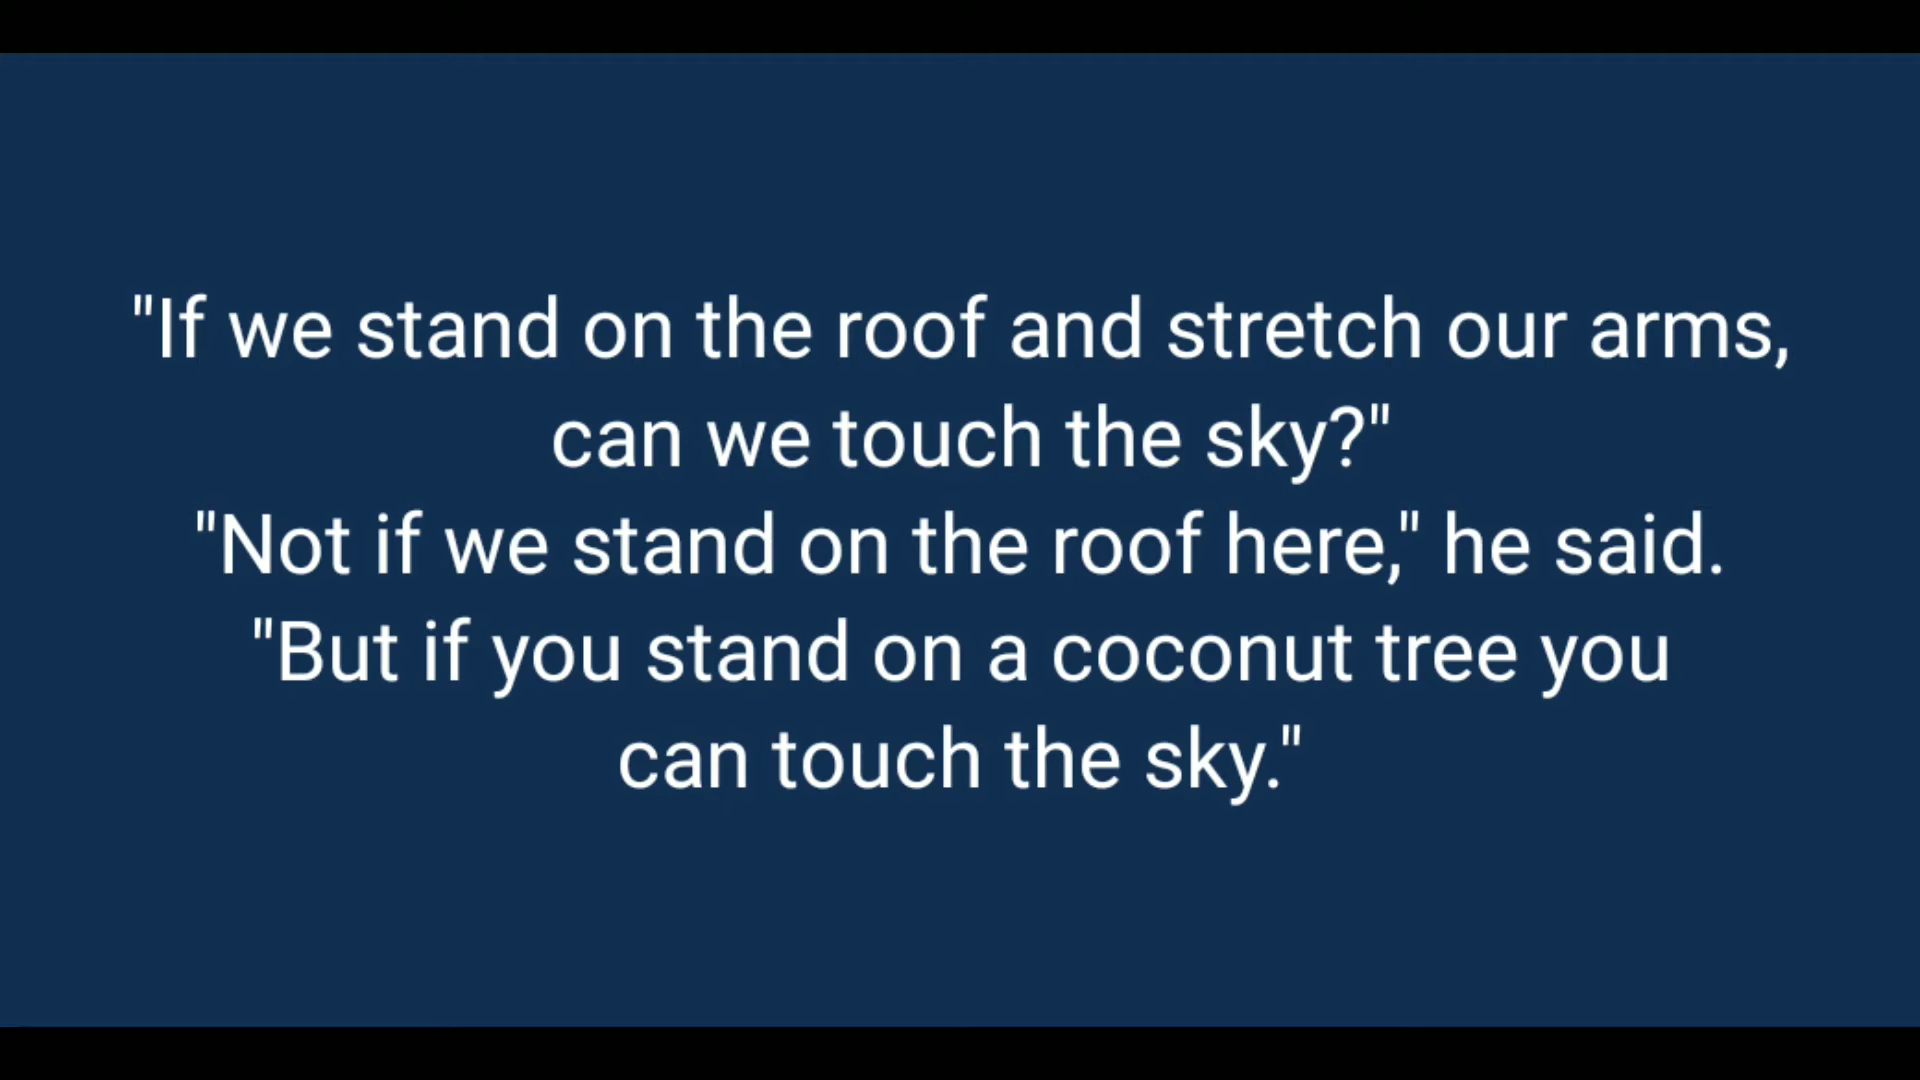 "If we stand on the roof and stretch our arms,
can we touch the sky?"
"Not if we stand on the roof here," he said.
"But if you stand on a coconut tree you
can touch the sky."